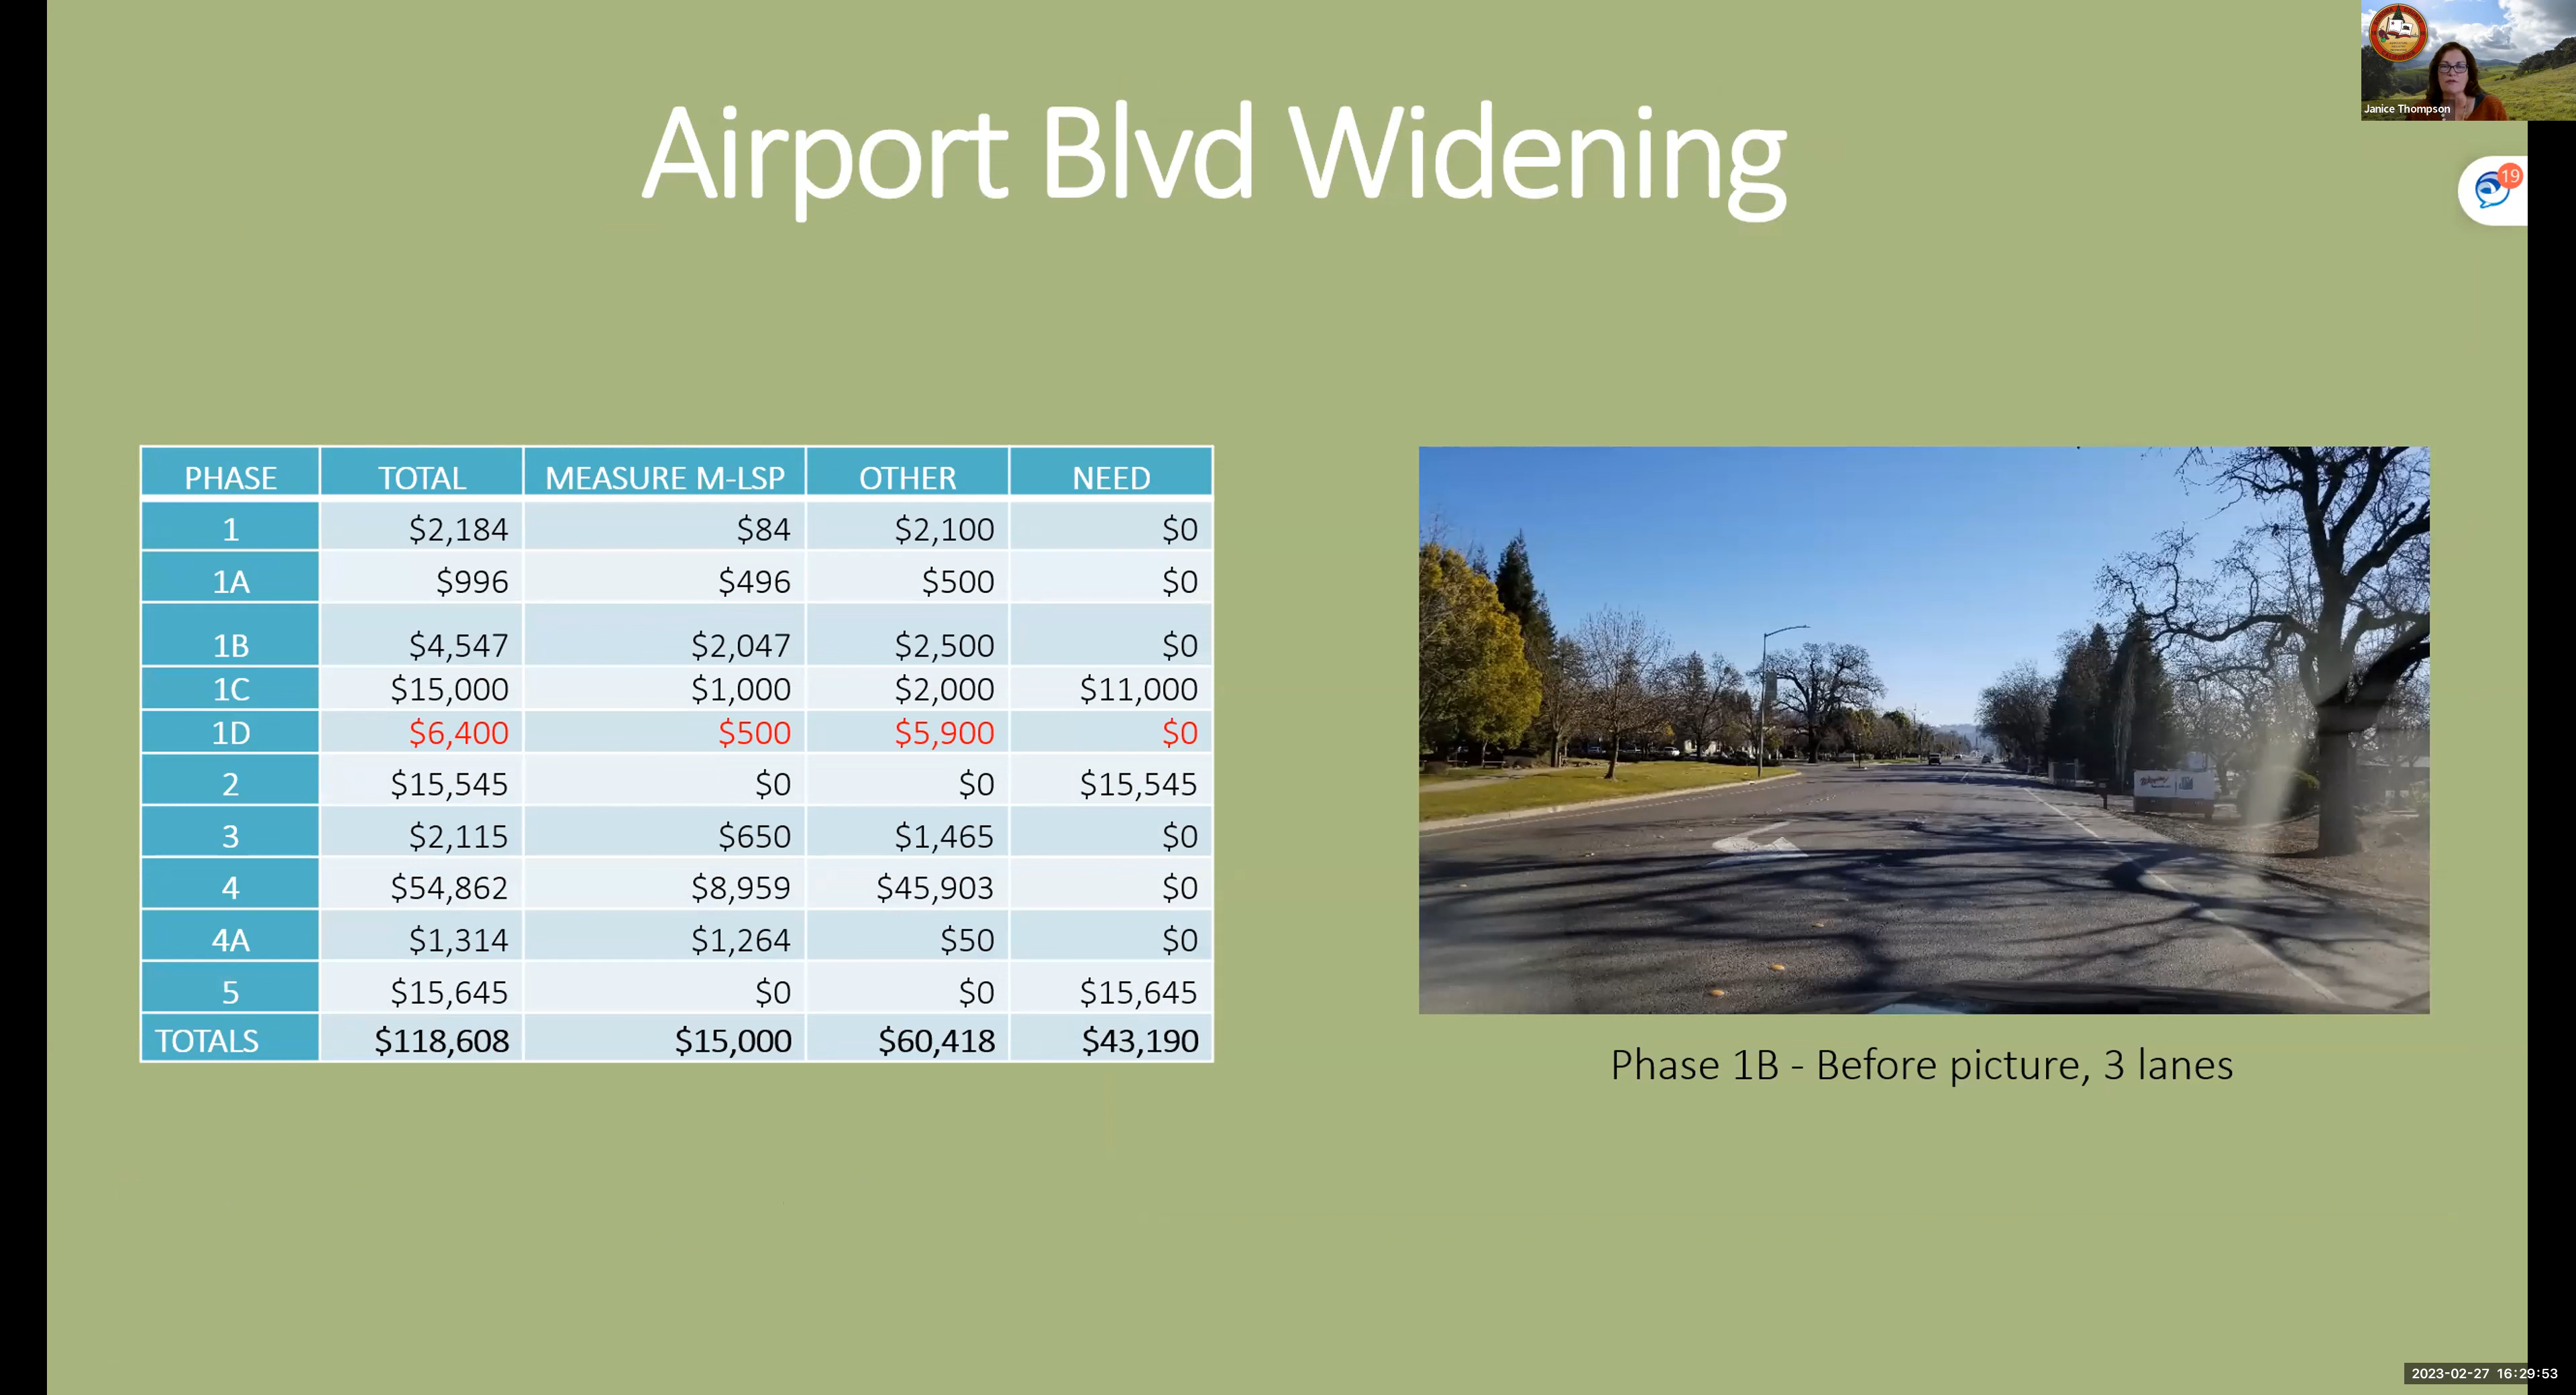 Janice Thompson
19
Airport Blvd Widening
PHASE TOTAL MEASURE M-LSP OTHER NEED
1 $2,184 $84 $2,100 $0
1A $996 $496 $500 $0
1B $4,547 $2,047 $2,500 $0
1C $15,000 $1,000 $2,000 $11,000
1D $6,400 $500 $5,900 $0
2 $15,545 $0 $0 $15,545
3 $2,115 $650 $1,465 $0
4 $54,862 $8,959 $45,903 $0
4A $1,314 $1,264 $50 $0
5 $15,645 $0 $0 $15,645
TOTALS $118,608 $15,000 $60,418 $43,190
Phase 1B - Before picture, 3 lanes
2023-02-27 16:29:53